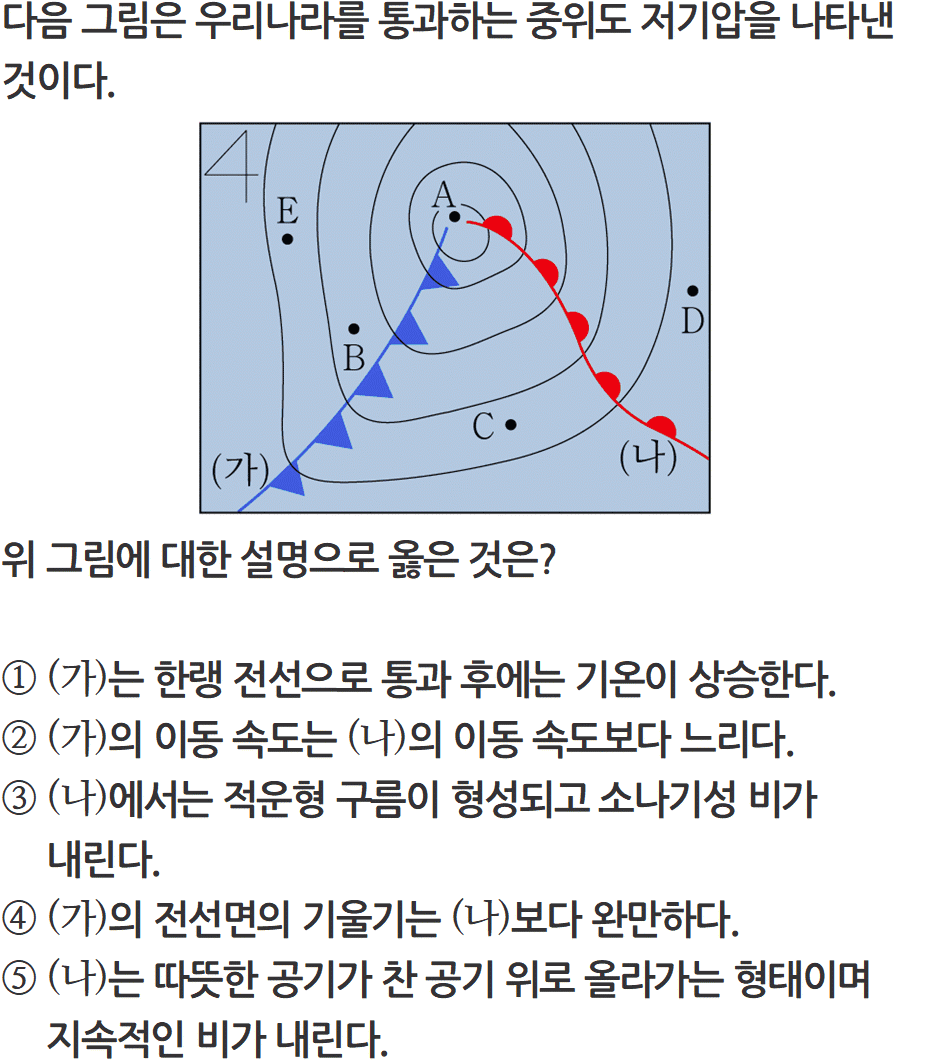 다음 그림은 우리나라를 통과하는 중위도 저기압을 나타낸
것이다.
4
A
E
D
B
C
(가)
(나)
위 그림에 대한 설명으로 옳은 것은?
① (가)는 한랭 전선으로 통과 후에는 기온이 상승한다.
② (가)의 이동 속도는 (나)의 이동 속도보다 느리다.
③ (나)에서는 적운형 구름이 형성되고 소나기성 비가
내린다.
④ (가)의 전선면의 기울기는 (나)보다 완만하다.
⑤ (나)는 따뜻한 공기가 찬 공기 위로 올라가는 형태이며
지속적인 비가 내린다.